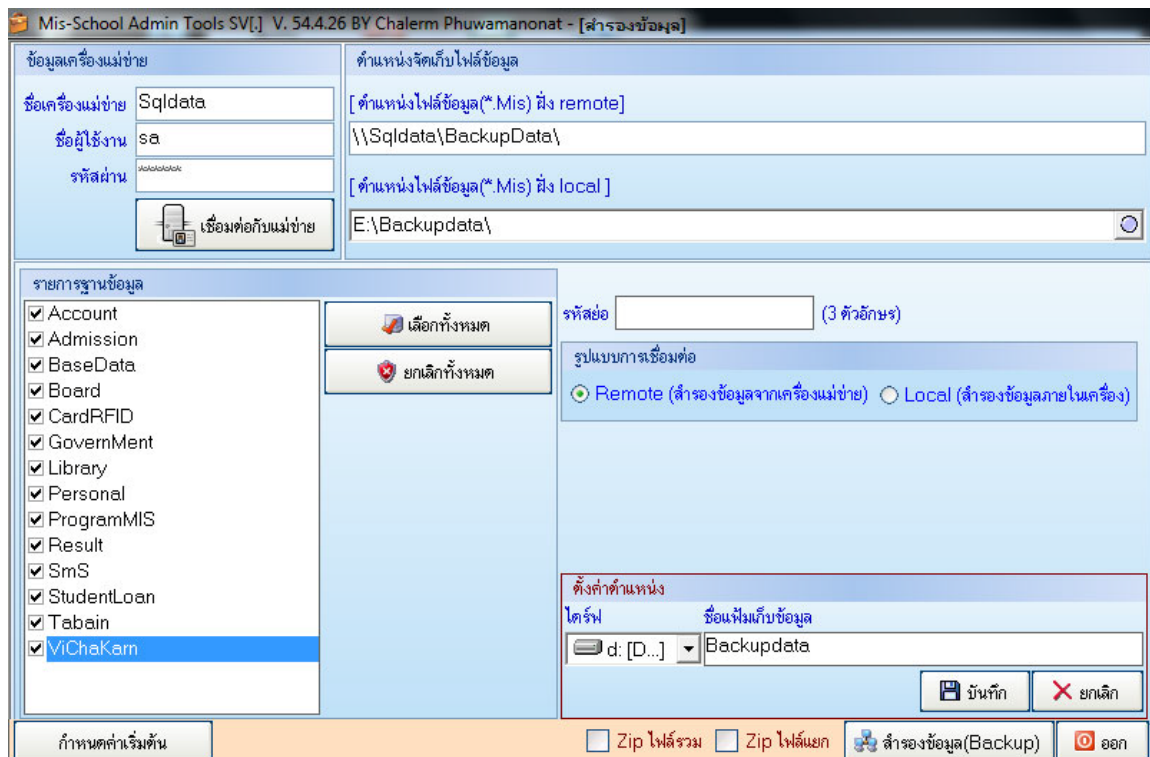 Mis-School Admin Tools SV[.] V. 54.4.26 BY Chalerm Phuwamanonat - [สำรองข้อมูล]
ข้อมูลเครื่องแม่ข่าย
ชื่อเครื่องแม่ข่าย Sqldata
ชื่อผู้ใช้งาน sa
รหัสผ่าน ******
เชื่อมต่อกับแม่ข่าย
ตำแหน่งจัดเก็บไฟล์ข้อมูล
[ ตำแหน่งไฟล์ข้อมูล(*.Mis) ฝั่ง remote]
\\Sqldata\BackupData\
[ ตำแหน่งไฟล์ข้อมูล(*.Mis) ฝั่ง local ]
E:\Backupdata\
รายการฐานข้อมูล
Account
Admission
BaseData
Board
CardRFID
GovernMent
Library
Personal
ProgramMIS
Result
SmS
StudentLoan
Tabain
ViChaKarn
เลือกทั้งหมด
ยกเลิกทั้งหมด
รหัสย่อ (3 ตัวอักษร)
รูปแบบการเชื่อมต่อ
Remote (สำรองข้อมูลจากเครื่องแม่ข่าย) Local (สำรองข้อมูลภายในเครื่อง)
ตั้งค่าตำแหน่ง
ไดร์ฟ ชื่อแฟ้มเก็บข้อมูล
d: [D...] Backupdata
บันทึก ยกเลิก
กำหนดค่าเริ่มต้น Zip ไฟล์รวม Zip ไฟล์แยก สำรองข้อมูล(Backup) ออก